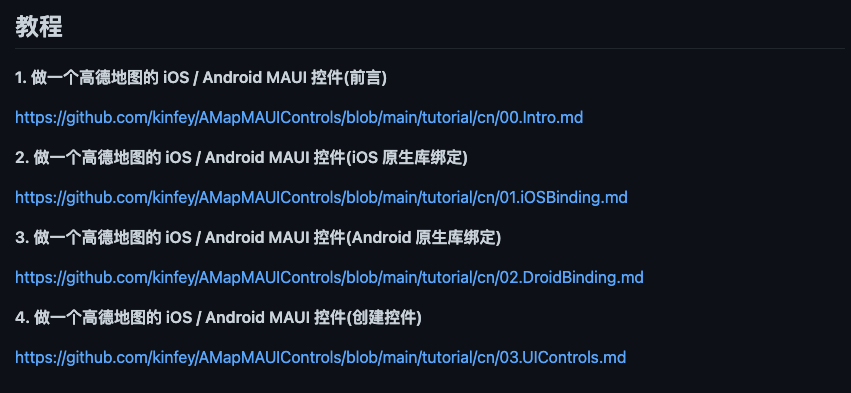 教程
1. 做一个高德地图的 iOS / Android MAUI 控件(前言)
https://github.com/kinfey/AMapMAUIControls/blob/main/tutorial/cn/00.Intro.md
2. 做一个高德地图的 iOS / Android MAUI 控件(iOS 原生库绑定)
https://github.com/kinfey/AMapMAUIControls/blob/main/tutorial/cn/01.iOSBinding.md
3. 做一个高德地图的 iOS / Android MAUI 控件(Android 原生库绑定)
https://github.com/kinfey/AMapMAUIControls/blob/main/tutorial/cn/02.DroidBinding.md
4. 做一个高德地图的 iOS / Android MAUI 控件(创建控件)
https://github.com/kinfey/AMapMAUIControls/blob/main/tutorial/cn/03.UIControls.md